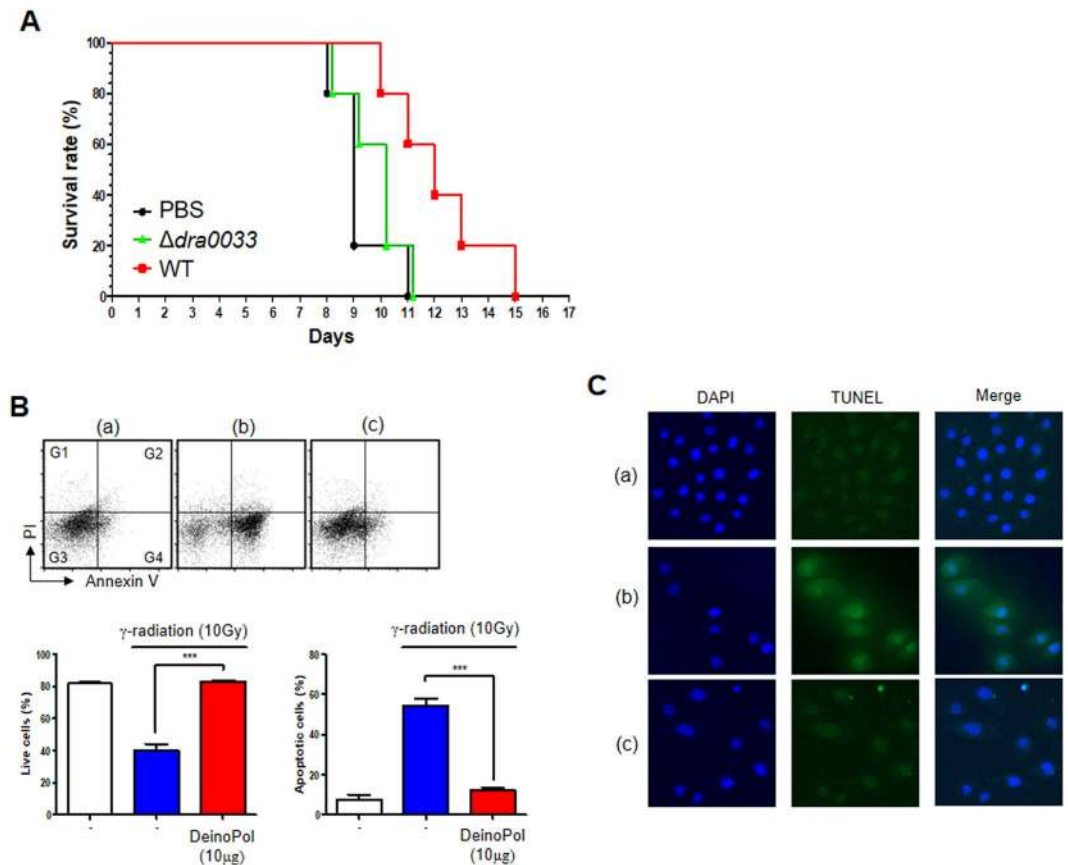 A
Survival rate (%)
100
80
60
40
20
0
PBS
Δdra0033
WT
0 1 2 3 4 5 6 7 8 9 10 11 12 13 14 15 16 17
Days
B
(a) (b) (c)
G1 G2
G3 G4
PI
Annexin V
γ-radiation (10Gy)
***
Live cells (%)
100
80
60
40
20
0
- - DeinoPol
(10μg)
γ-radiation (10Gy)
***
Apoptotic cells (%)
80
60
40
20
0
- - DeinoPol
(10μg)
C
DAPI TUNEL Merge
(a)
(b)
(c)